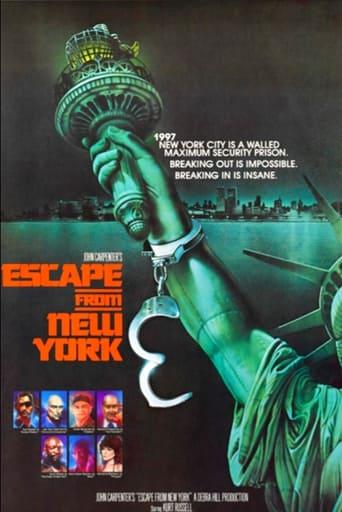 1997
NEW YORK CITY IS A WALLED
MAXIMUM SECURITY PRISON.
BREAKING OUT IS IMPOSSIBLE.
BREAKING IN IS INSANE.
JOHN CARPENTER'S
ESCAPE
FROM
NEW
YORK
JOHN CARPENTER'S "ESCAPE FROM NEW YORK" A DEBRA HILL PRODUCTION
Starring KURT RUSSELL